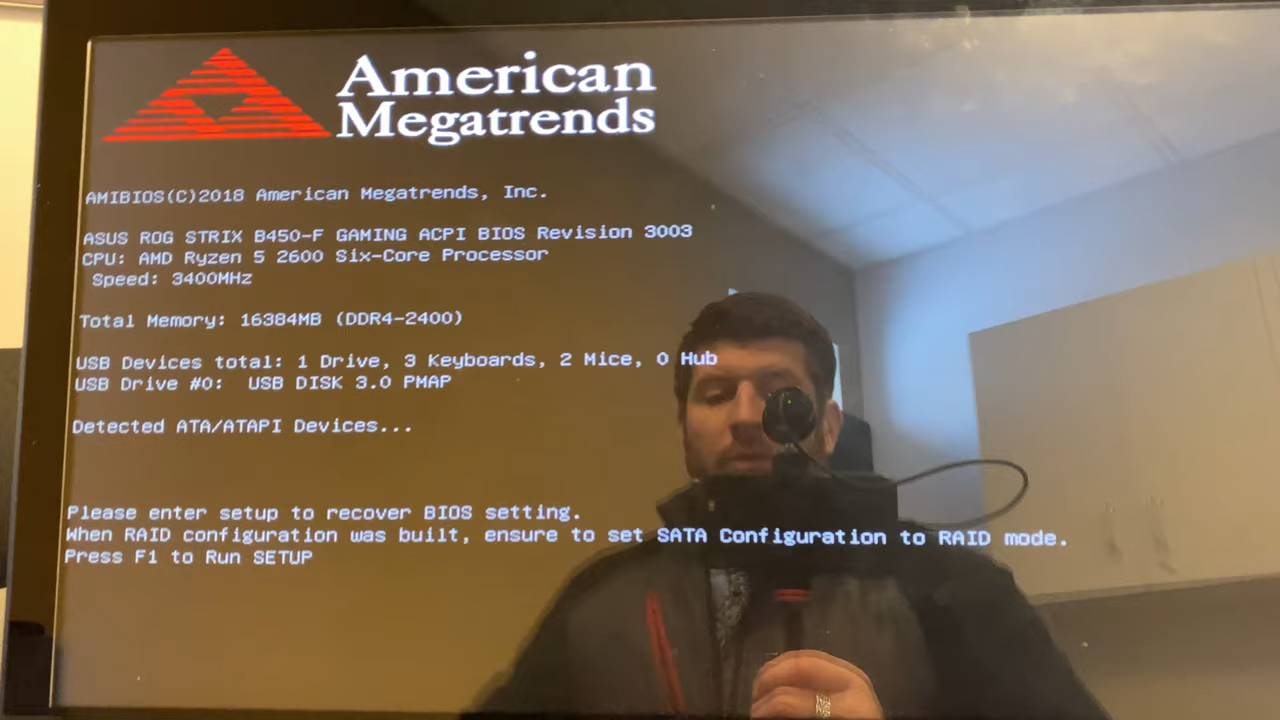 American
Megatrends
AMIBIOS(C)2018 American Megatrends, Inc.
ASUS ROG STRIX B450-F GAMING ACPI BIOS Revision 3003
CPU: AMD Ryzen 5 2600 Six-Core Processor
Speed: 3400MHz
Total Memory: 16384MB (DDR4-2400)
USB Devices total: 1 Drive, 3 Keyboards, 2 Mice, 0 Hub
USB Drive #0: USB DISK 3.0 PMAP
Detected ATA/ATAPI Devices...
Please enter setup to recover BIOS setting.
When RAID configuration was built, ensure to set SATA Configuration to RAID mode.
Press F1 to Run SETUP